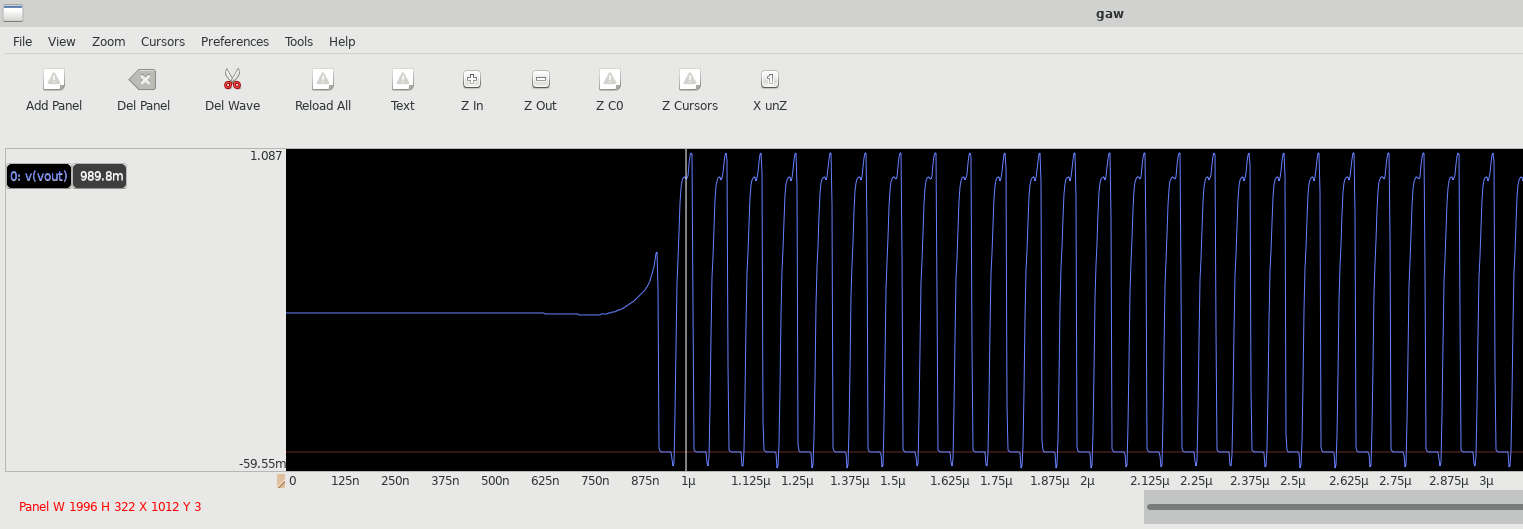 gaw
File View Zoom Cursors Preferences Tools Help
Add Panel Del Panel Del Wave Reload All Text Z In Z Out Z C0 Z Cursors X unZ
1.087
0: v(vout) 989.8m
-59.55m
0 125n 250n 375n 500n 625n 750n 875n 1µ 1.125µ 1.25µ 1.375µ 1.5µ 1.625µ 1.75µ 1.875µ 2µ 2.125µ 2.25µ 2.375µ 2.5µ 2.625µ 2.75µ 2.875µ 3µ
Panel W 1996 H 322 X 1012 Y 3